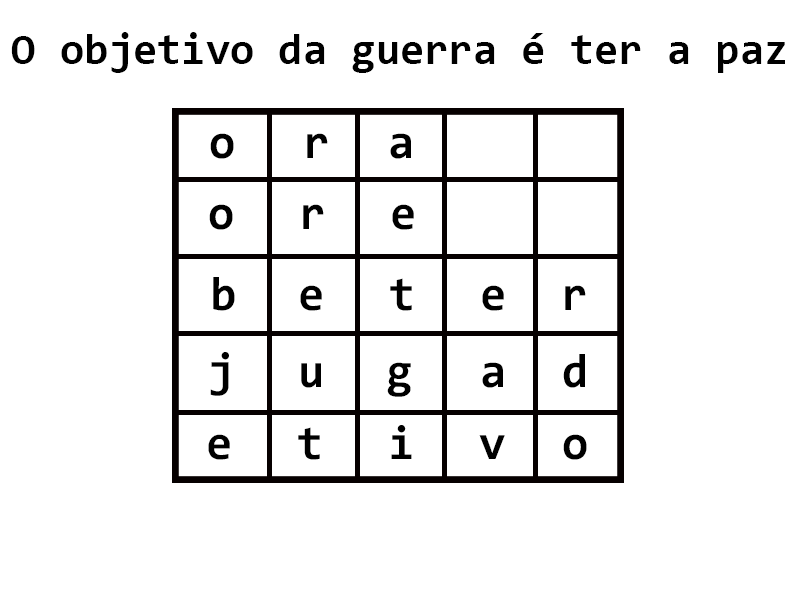 O objetivo da guerra é ter a paz
o r a
o r e
b e t e r
j u g a d
e t i v o